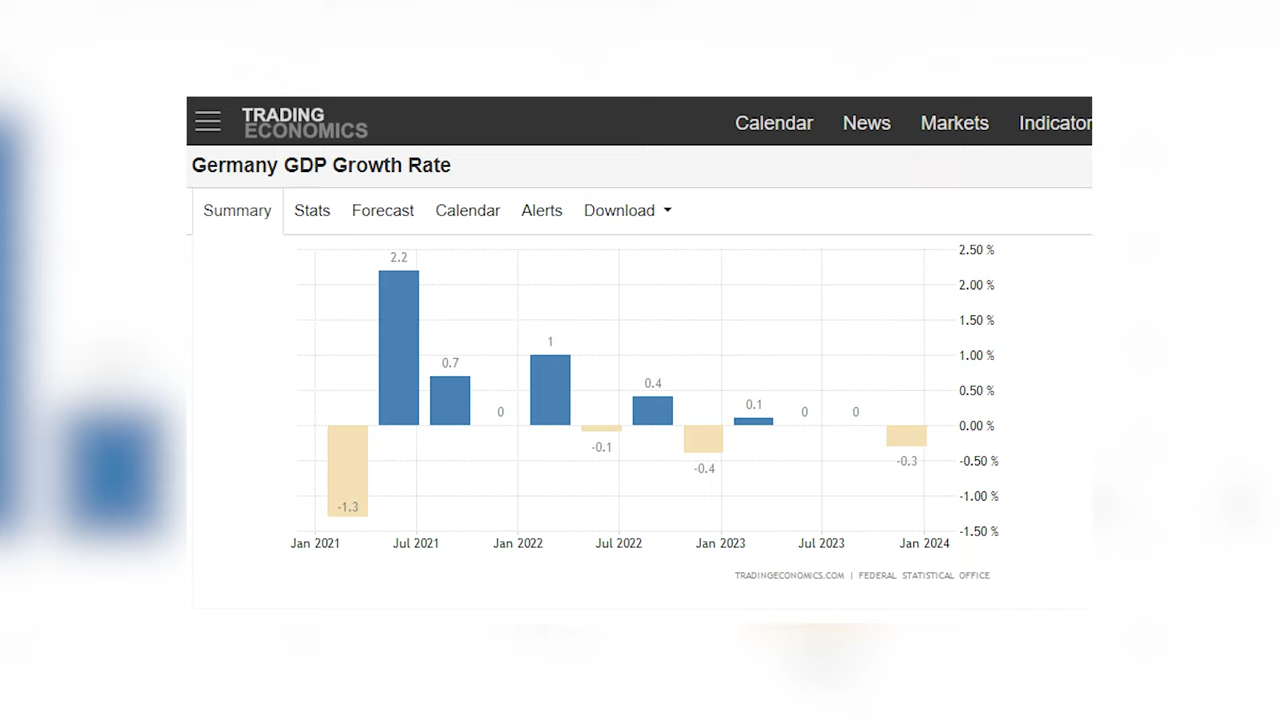 TRADING
ECONOMICS
Calendar News Markets Indicator
Germany GDP Growth Rate
Summary Stats Forecast Calendar Alerts Download
2.50 %
2.2
2.00 %
1.50 %
1
1.00 %
0.7
0.4
0.50 %
0.1
0 0 0
0.00 %
-0.1
-0.4
-0.3
-0.50 %
-1.00 %
-1.3
-1.50 %
Jan 2021 Jul 2021 Jan 2022 Jul 2022 Jan 2023 Jul 2023 Jan 2024
TRADINGECONOMICS.COM | FEDERAL STATISTICAL OFFICE